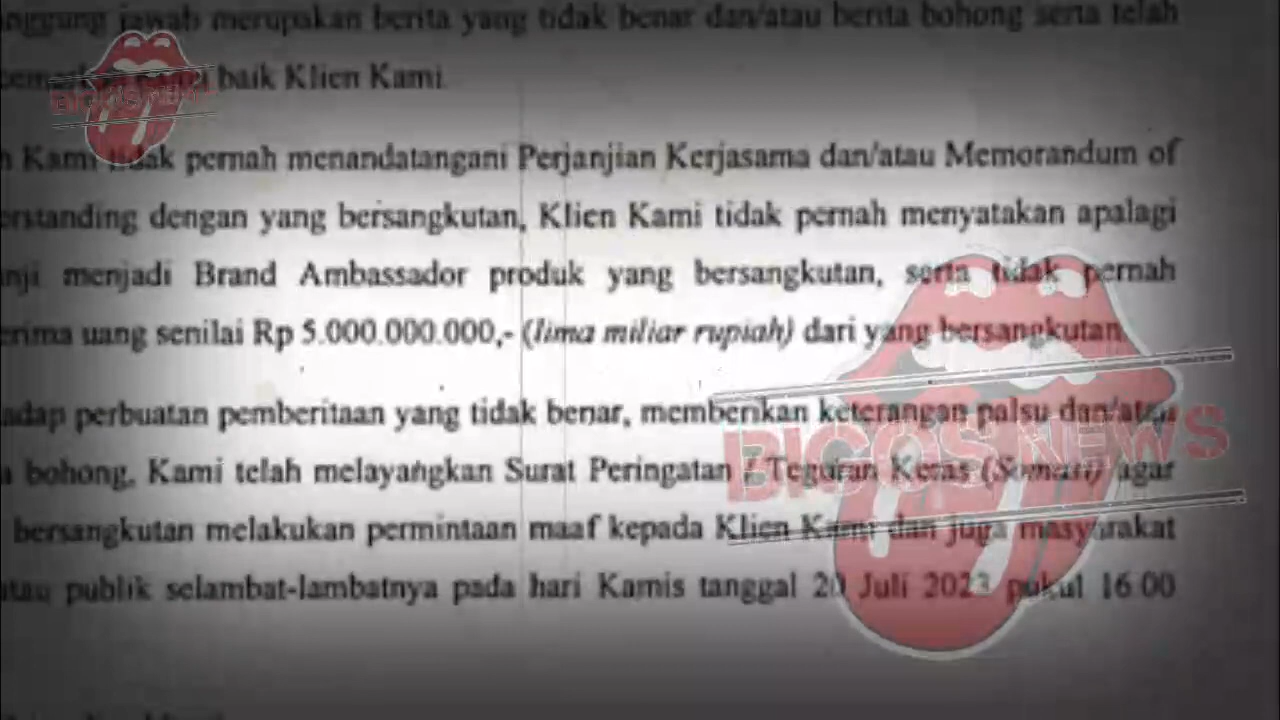 nggung jawab merupakan berita yang tidak benar dan/atau berita bohong serta telah
baik Klien Kami.
BIGOS NEWS
n Kami tidak pernah menandatangani Perjanjian Kerjasama dan/atau Memorandum of
erstanding dengan yang bersangkutan, Klien Kami tidak pernah menyatakan apalagi
anji menjadi Brand Ambassador produk yang bersangkutan, serta tidak pernah
erima uang senilai Rp 5.000.000.000,- (lima miliar rupiah) dari yang bersangkutan.
adap perbuatan pemberitaan yang tidak benar, memberikan keterangan palsu dan/atau
a bohong, Kami telah melayangkan Surat Peringatan / Teguran Keras (Somasi) agar
BIGOS NEWS
bersangkutan melakukan permintaan maaf kepada Klien Kami dan juga masyarakat
atau publik selambat-lambatnya pada hari Kamis tanggal 20 Juli 2023 pukul 16:00